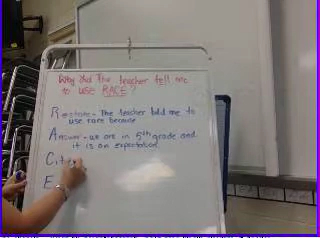 Why did the teacher tell me
to use RACE?
Restate - the teacher told me to
use race because
Answer - we are in 5th grade and
it is an expectation
Cite
E